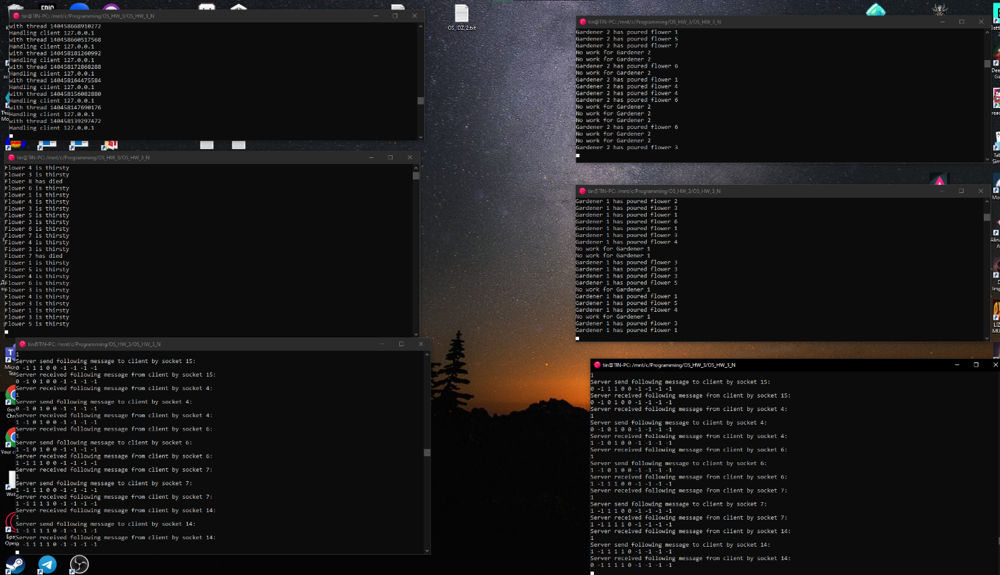 tin@TIN-PC: /mnt/c/Programming/OS_HW_3/OS_HW_3_N
with thread 140458668910272
Handling client 127.0.0.1
with thread 140458660517568
Handling client 127.0.0.1
with thread 140458181260992
Handling client 127.0.0.1
with thread 140458172868288
Handling client 127.0.0.1
with thread 140458164475584
Handling client 127.0.0.1
with thread 140458156082880
Handling client 127.0.0.1
with thread 140458147690176
Handling client 127.0.0.1
with thread 140458139297472
Handling client 127.0.0.1
EPIC
OS_IDZ_2.txt
tin@TIN-PC: /mnt/c/Programming/OS_HW_3/OS_HW_3_N
Gardener 2 has poured flower 1
Gardener 2 has poured flower 5
Gardener 2 has poured flower 7
No work for Gardener 2
No work for Gardener 2
Gardener 2 has poured flower 6
No work for Gardener 2
Gardener 2 has poured flower 1
Gardener 2 has poured flower 4
Gardener 2 has poured flower 4
Gardener 2 has poured flower 6
No work for Gardener 2
No work for Gardener 2
No work for Gardener 2
Gardener 2 has poured flower 6
No work for Gardener 2
No work for Gardener 2
Gardener 2 has poured flower 3
tin@TIN-PC: /mnt/c/Programming/OS_HW_3/OS_HW_3_N
Flower 4 is thirsty
Flower 3 is thirsty
Flower 8 has died
Flower 6 is thirsty
Flower 1 is thirsty
Flower 4 is thirsty
Flower 3 is thirsty
Flower 5 is thirsty
Flower 3 is thirsty
Flower 6 is thirsty
Flower 7 is thirsty
Flower 4 is thirsty
Flower 3 is thirsty
Flower 7 has died
Flower 1 is thirsty
Flower 5 is thirsty
Flower 4 is thirsty
Flower 6 is thirsty
Flower 3 is thirsty
Flower 4 is thirsty
Flower 3 is thirsty
Flower 1 is thirsty
Flower 3 is thirsty
Flower 5 is thirsty
tin@TIN-PC: /mnt/c/Programming/OS_HW_3/OS_HW_3_N
Gardener 1 has poured flower 2
Gardener 1 has poured flower 3
Gardener 1 has poured flower 1
Gardener 1 has poured flower 6
Gardener 1 has poured flower 1
Gardener 1 has poured flower 3
Gardener 1 has poured flower 4
No work for Gardener 1
No work for Gardener 1
Gardener 1 has poured flower 3
Gardener 1 has poured flower 3
Gardener 1 has poured flower 3
Gardener 1 has poured flower 5
No work for Gardener 1
Gardener 1 has poured flower 1
Gardener 1 has poured flower 5
Gardener 1 has poured flower 4
No work for Gardener 1
Gardener 1 has poured flower 3
Gardener 1 has poured flower 1
tin@TIN-PC: /mnt/c/Programming/OS_HW_3/OS_HW_3_N
1
Server send following message to client by socket 15:
0 -1 1 1 0 0 -1 -1 -1 -1
Server received following message from client by socket 15:
0 -1 0 1 0 0 -1 -1 -1 -1
Server received following message from client by socket 4:
1
Server send following message to client by socket 4:
0 -1 0 1 0 0 -1 -1 -1 -1
Server received following message from client by socket 4:
1 -1 0 1 0 0 -1 -1 -1 -1
Server received following message from client by socket 6:
1
Server send following message to client by socket 6:
1 -1 0 1 0 0 -1 -1 -1 -1
Server received following message from client by socket 6:
1 -1 1 1 0 0 -1 -1 -1 -1
Server received following message from client by socket 7:
1
Server send following message to client by socket 7:
1 -1 1 1 0 0 -1 -1 -1 -1
Server received following message from client by socket 7:
1 -1 1 1 1 0 -1 -1 -1 -1
Server received following message from client by socket 14:
1
Server send following message to client by socket 14:
1 -1 1 1 1 0 -1 -1 -1 -1
Server received following message from client by socket 14:
0 -1 1 1 1 0 -1 -1 -1 -1
tin@TIN-PC: /mnt/c/Programming/OS_HW_3/OS_HW_3_N
1
Server send following message to client by socket 15:
0 -1 1 1 0 0 -1 -1 -1 -1
Server received following message from client by socket 15:
0 -1 0 1 0 0 -1 -1 -1 -1
Server received following message from client by socket 4:
1
Server send following message to client by socket 4:
0 -1 0 1 0 0 -1 -1 -1 -1
Server received following message from client by socket 4:
1 -1 0 1 0 0 -1 -1 -1 -1
Server received following message from client by socket 6:
1
Server send following message to client by socket 6:
1 -1 0 1 0 0 -1 -1 -1 -1
Server received following message from client by socket 6:
1 -1 1 1 0 0 -1 -1 -1 -1
Server received following message from client by socket 7:
1
Server send following message to client by socket 7:
1 -1 1 1 0 0 -1 -1 -1 -1
Server received following message from client by socket 7:
1 -1 1 1 1 0 -1 -1 -1 -1
Server received following message from client by socket 14:
1
Server send following message to client by socket 14:
1 -1 1 1 1 0 -1 -1 -1 -1
Server received following message from client by socket 14:
0 -1 1 1 1 0 -1 -1 -1 -1